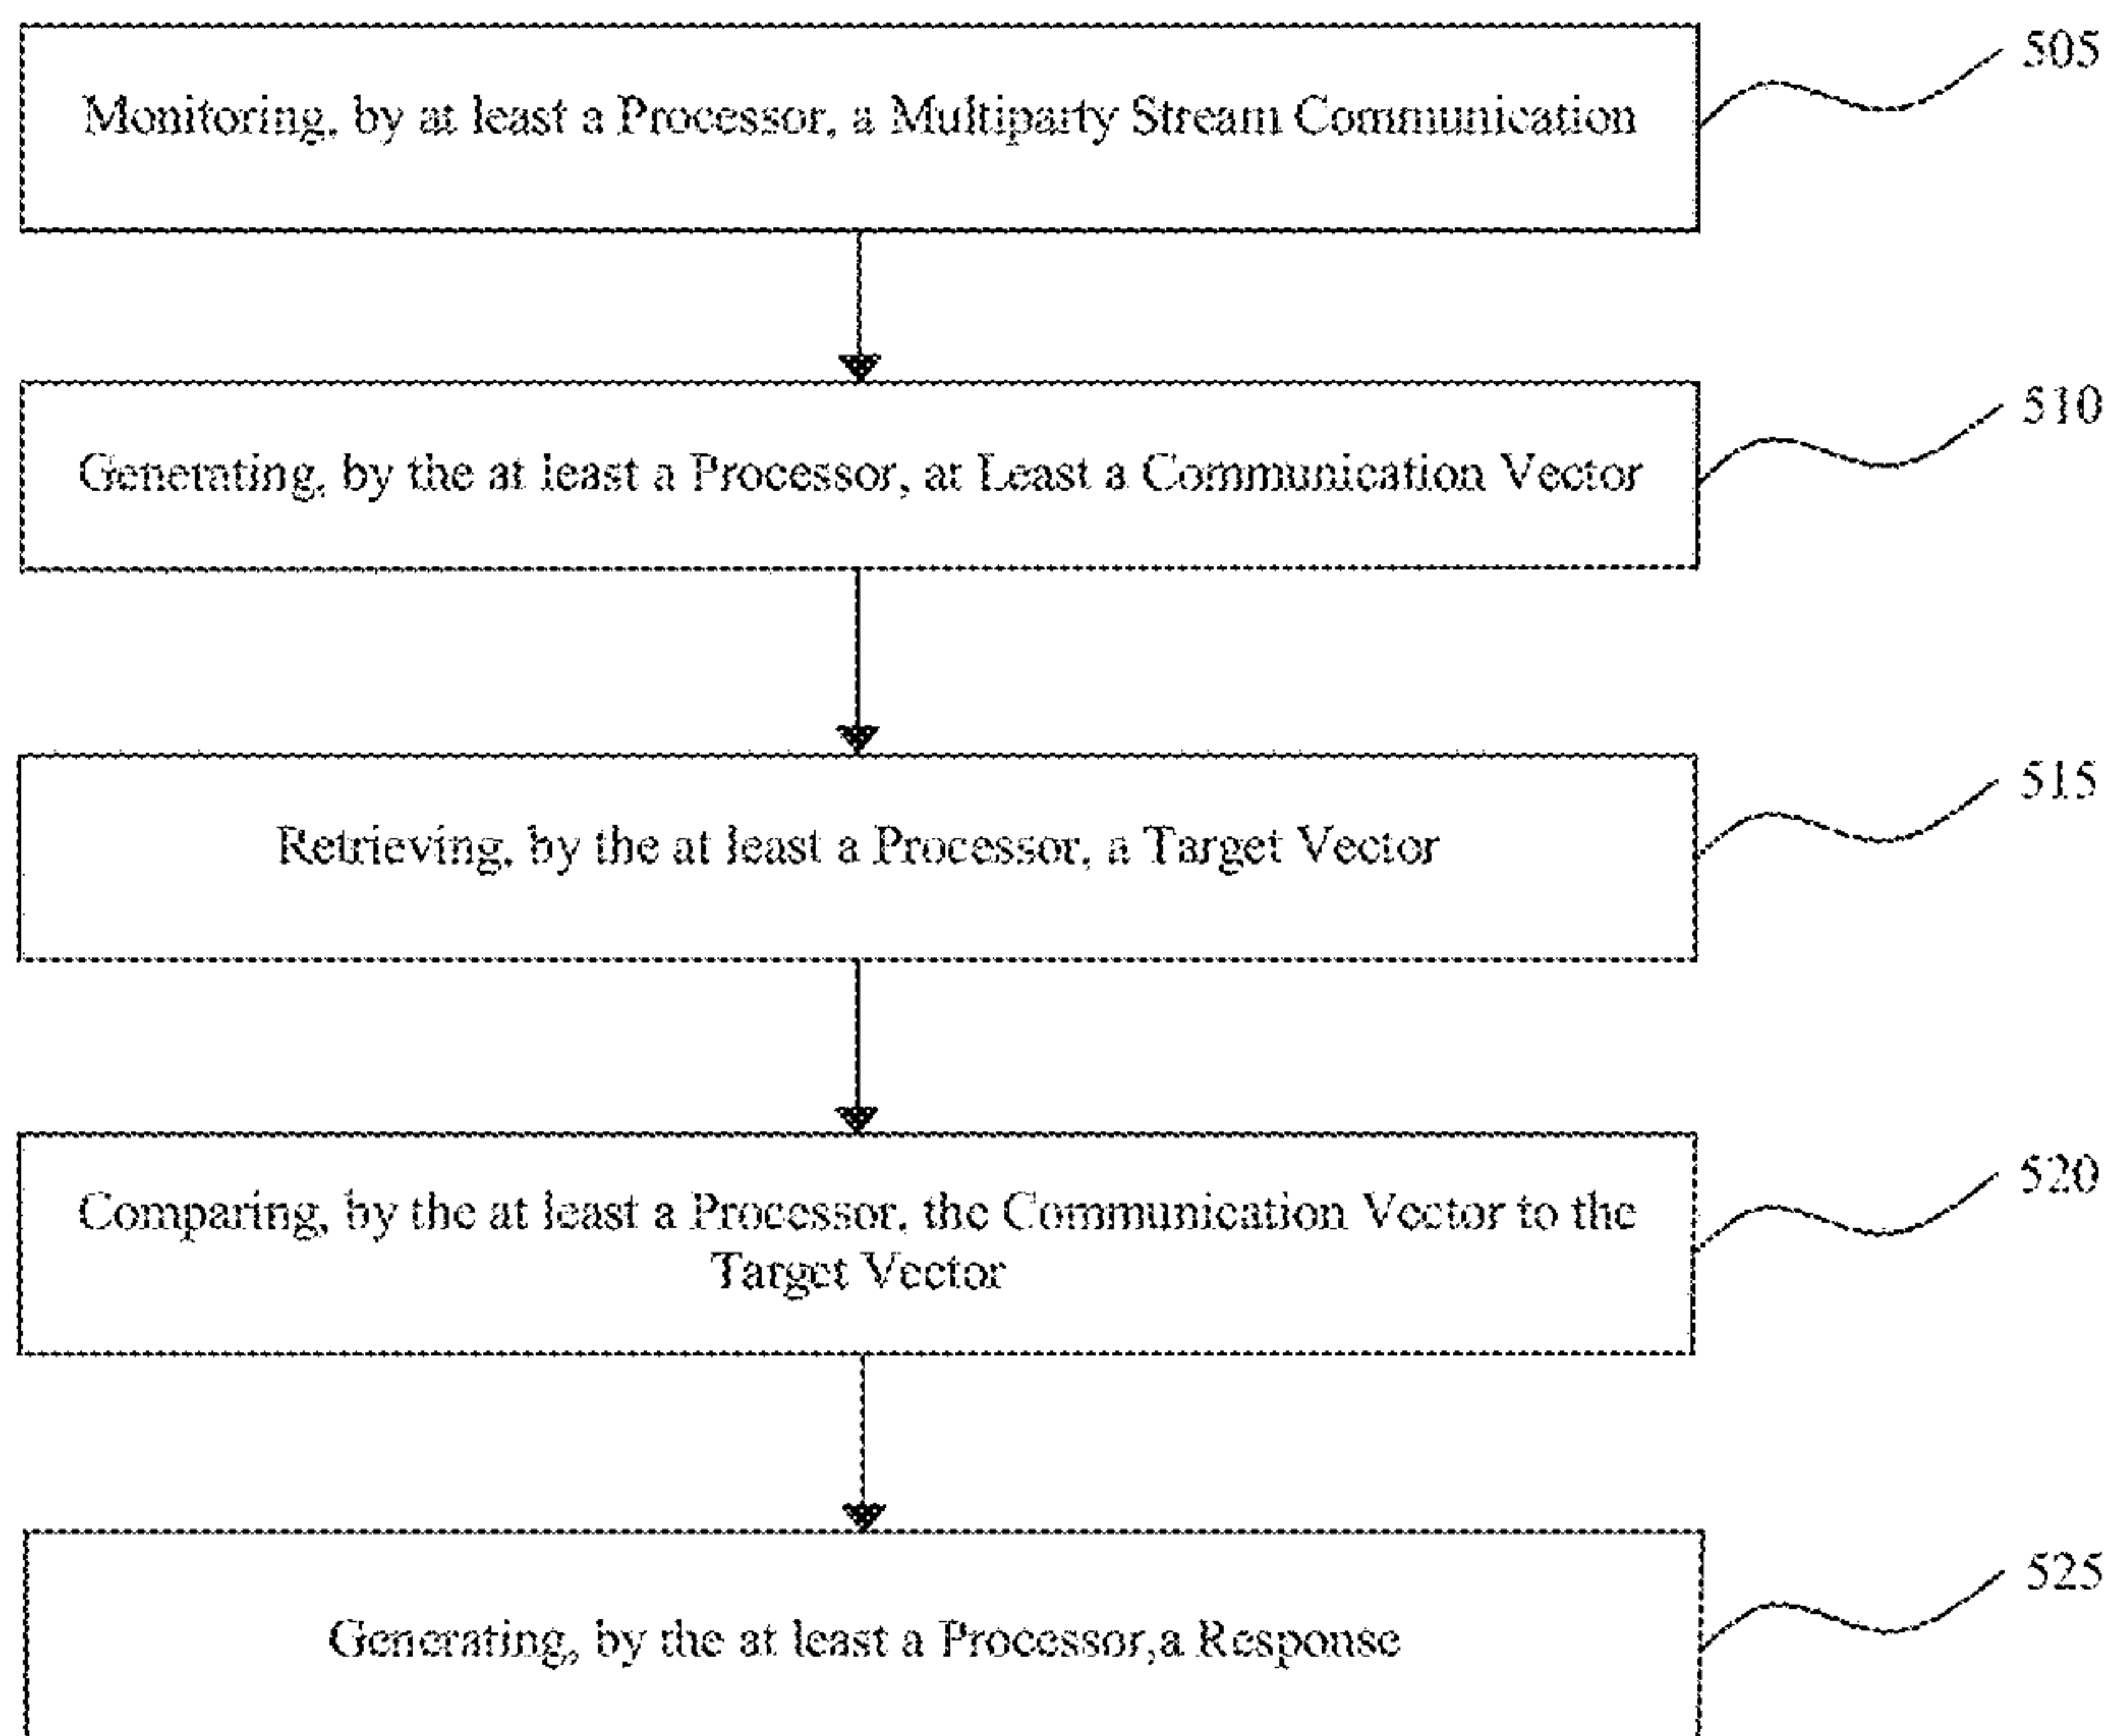 505
Monitoring, by at least a Processor, a Multiparty Stream Communication
510
Generating, by the at least a Processor, at Least a Communication Vector
515
Retrieving, by the at least a Processor, a Target Vector
520
Comparing, by the at least a Processor, the Communication Vector to the
Target Vector
525
Generating, by the at least a Processor,a Response